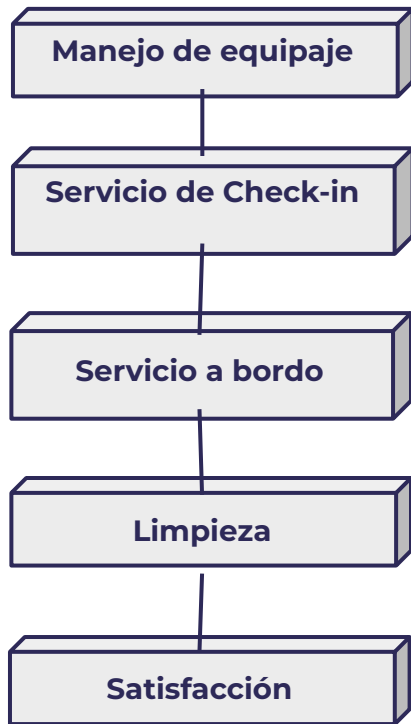 Manejo de equipaje
Servicio de Check-in
Servicio a bordo
Limpieza
Satisfacción